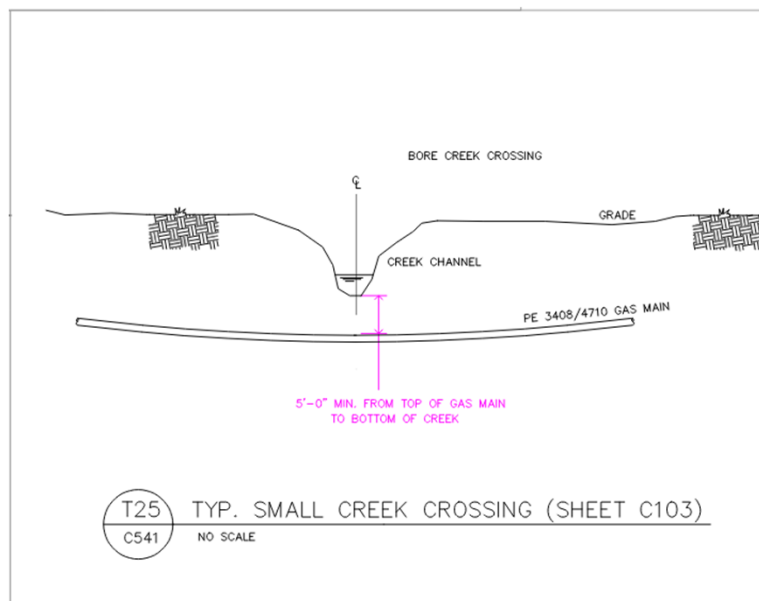 BORE CREEK CROSSING
℄
GRADE
CREEK CHANNEL
PE 3408/4710 GAS MAIN
5'-0" MIN. FROM TOP OF GAS MAIN
TO BOTTOM OF CREEK
T25 TYP. SMALL CREEK CROSSING (SHEET C103)
C541 NO SCALE